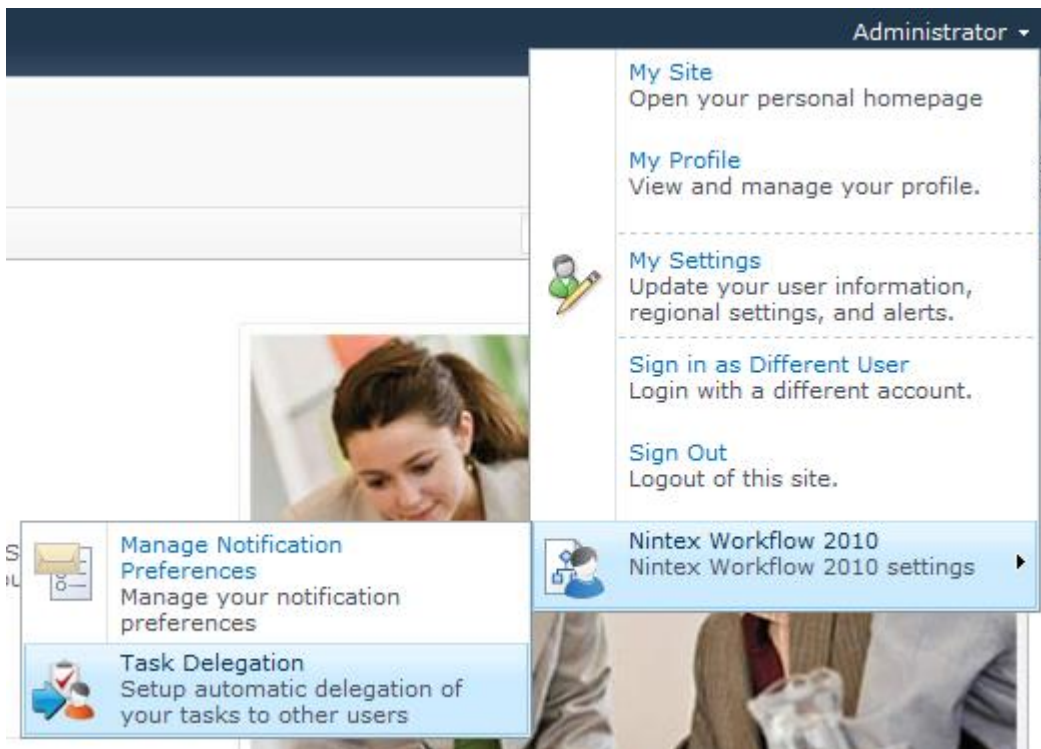 Administrator
My Site
Open your personal homepage
My Profile
View and manage your profile.
My Settings
Update your user information,
regional settings, and alerts.
Sign in as Different User
Login with a different account.
Sign Out
Logout of this site.
Nintex Workflow 2010
Nintex Workflow 2010 settings
Manage Notification
Preferences
Manage your notification
preferences
Task Delegation
Setup automatic delegation of
your tasks to other users